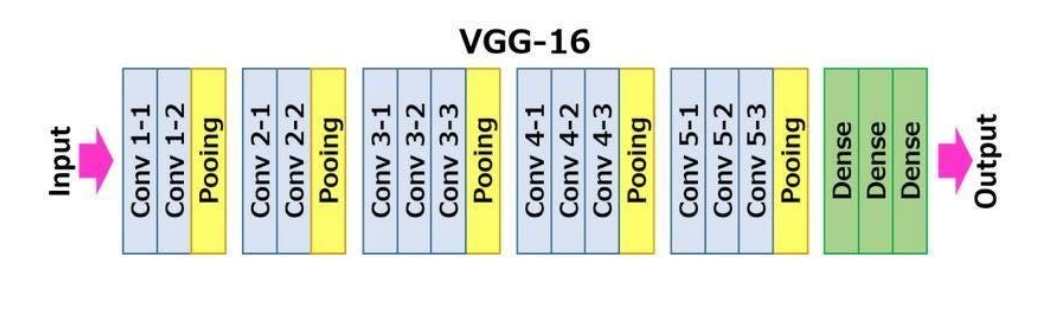 VGG-16
Input
Conv 1-1
Conv 1-2
Pooing
Conv 2-1
Conv 2-2
Pooing
Conv 3-1
Conv 3-2
Conv 3-3
Pooing
Conv 4-1
Conv 4-2
Conv 4-3
Pooing
Conv 5-1
Conv 5-2
Conv 5-3
Pooing
Dense
Dense
Dense
Output